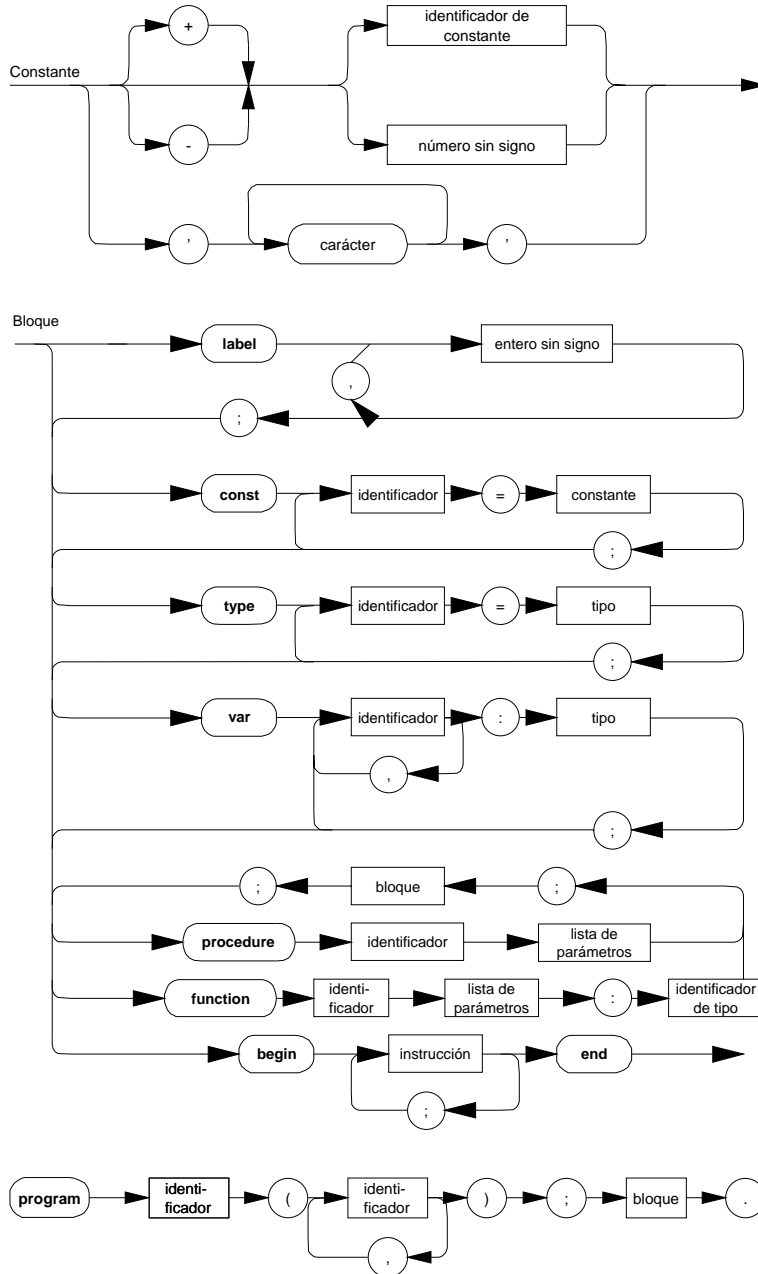 +
identificador de
constante
Constante
-
número sin signo
' carácter '
Bloque
label entero sin signo
,
;
const identificador = constante
;
type identificador = tipo
;
var identificador : tipo
,
;
; bloque ;
procedure identificador lista de
parámetros
function identi-
ficador lista de
parámetros : identificador
de tipo
begin instrucción end
;
program identi-
ficador ( identi-
ficador ) ; bloque .
,